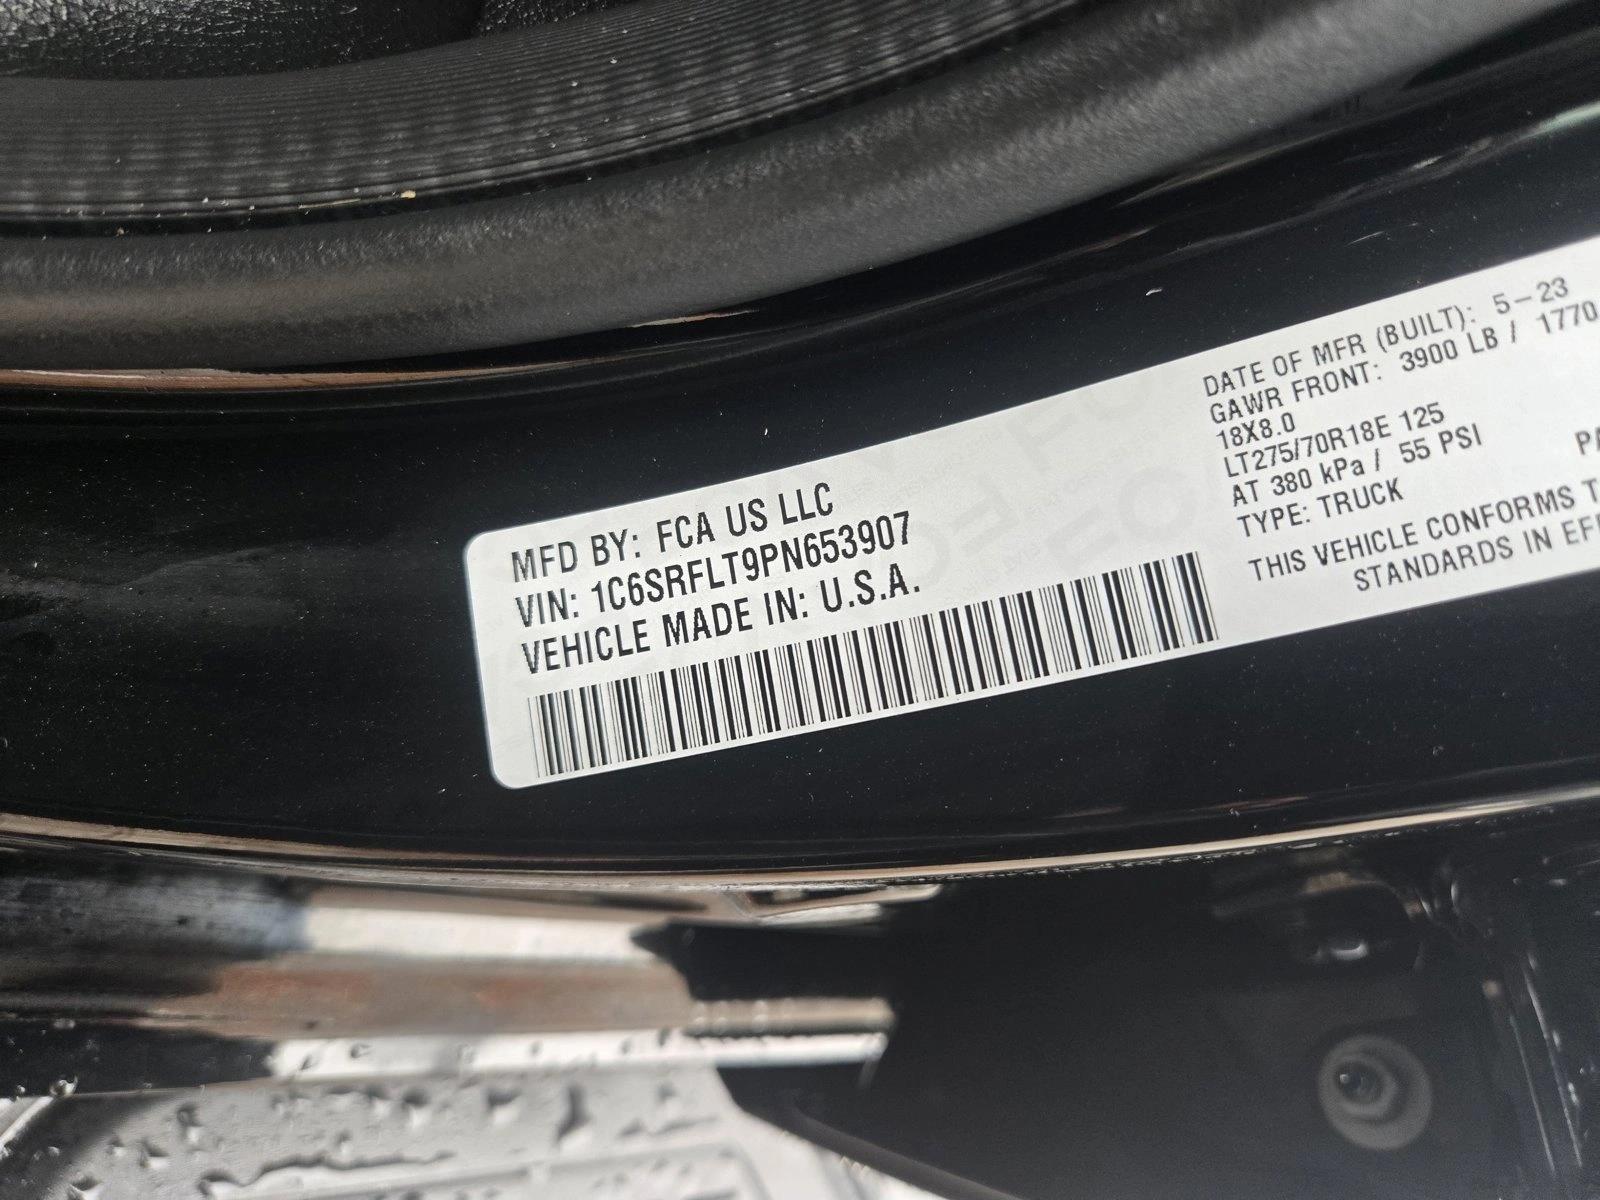 MFD BY: FCA US LLC
VIN: 1C6SRFLT9PN653907
VEHICLE MADE IN: U.S.A.
DATE OF MFR (BUILT): 5-23
GAWR FRONT: 3900 LB / 1770
18X8.0
LT275/70R18E 125
AT 380 kPa / 55 PSI
TYPE: TRUCK
THIS VEHICLE CONFORMS
STANDARDS IN